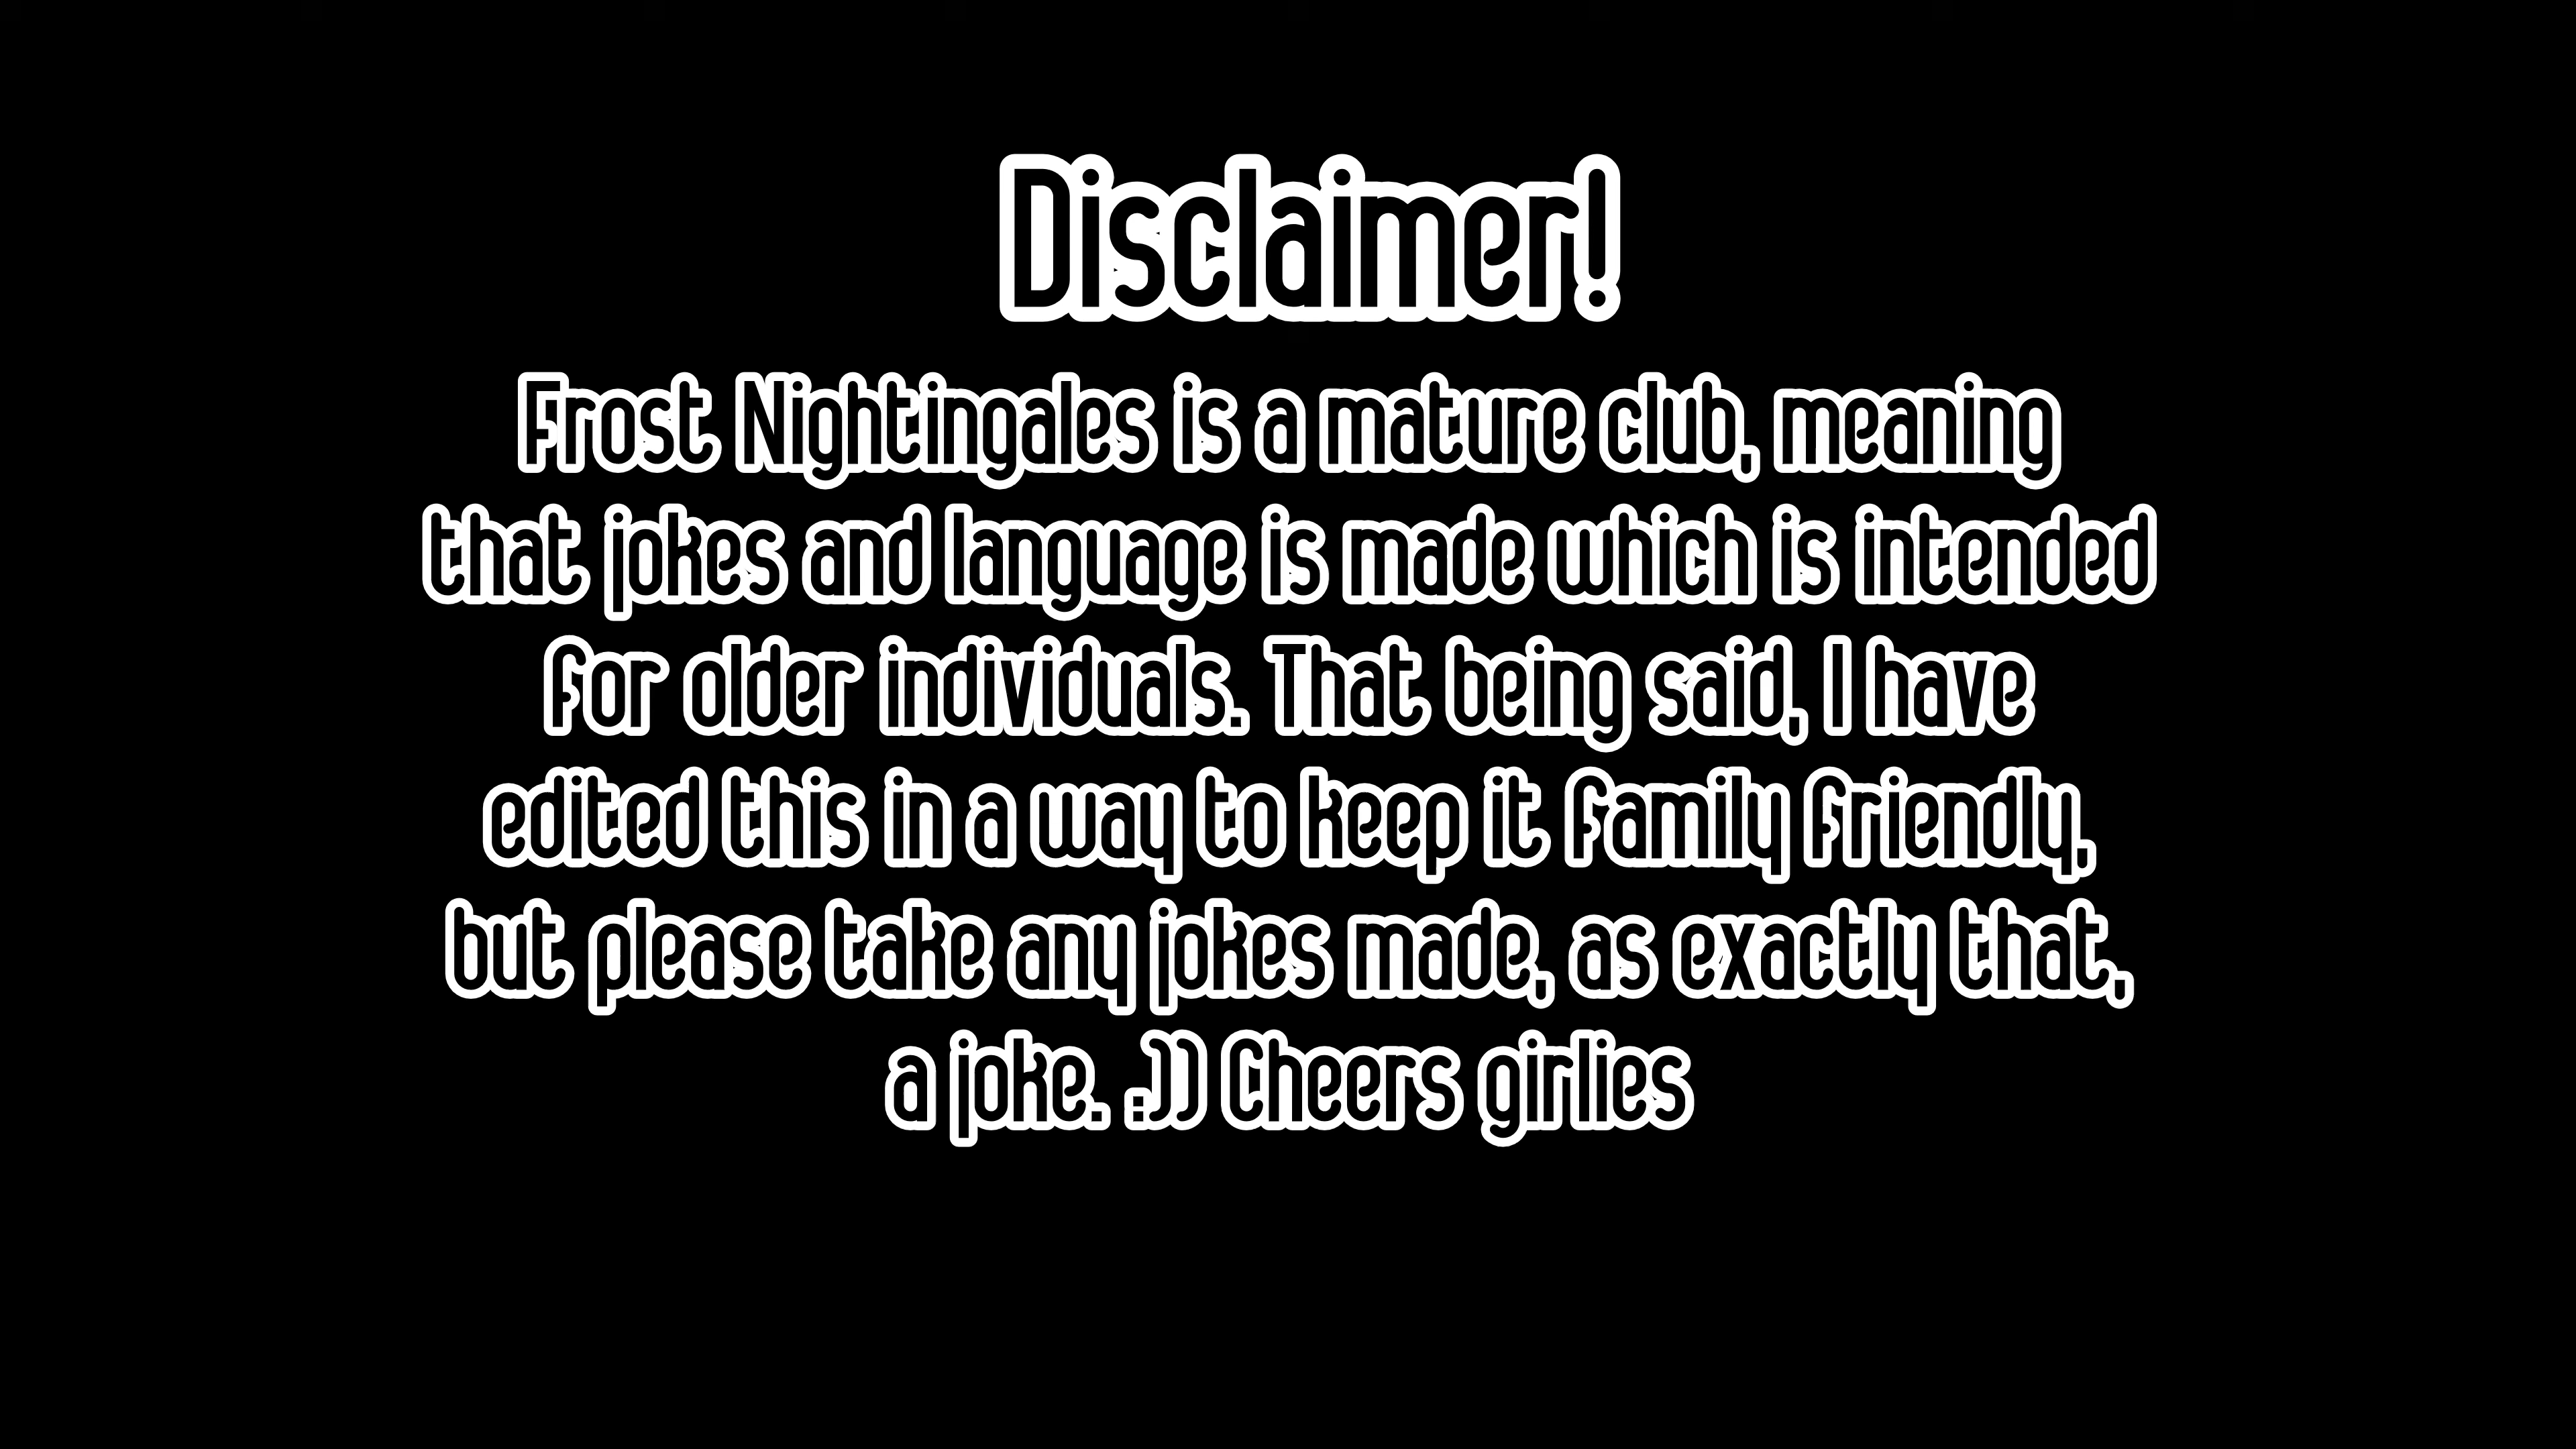 Disclaimer!
Frost Nightingales is a mature club, meaning
that jokes and language is made which is intended
for older individuals. That being said, I have
edited this in a way to keep it family friendly,
but please take any jokes made, as exactly that,
a joke. :)) Cheers girlies